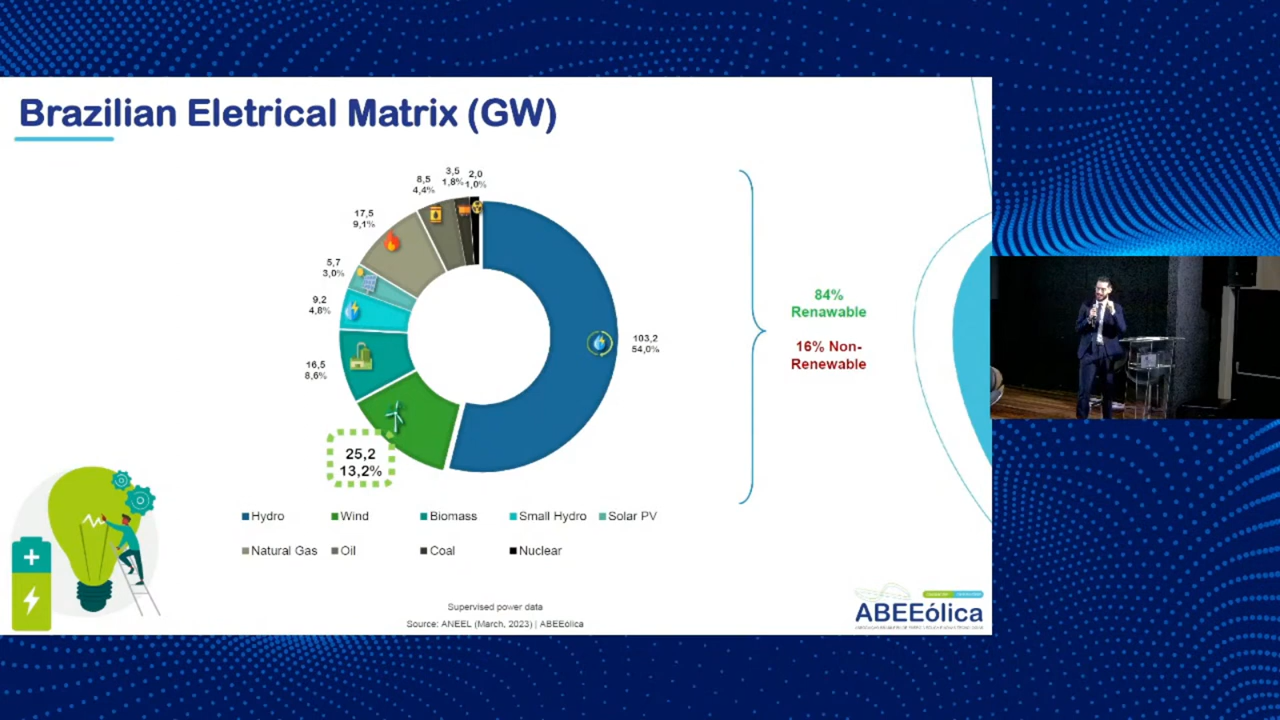 Brazilian Eletrical Matrix (GW)
3,5
1,8%
2,0
1,0%
8,5
4,4%
17,5
9,1%
5,7
3,0%
9,2
4,8%
16,5
8,6%
25,2
13,2%
103,2
54,0%
84%
Renawable
16% Non-
Renewable
Hydro
Wind
Biomass
Small Hydro
Solar PV
Natural Gas
Oil
Coal
Nuclear
Supervised power data
Source: ANEEL (March, 2023) | ABEEólica
ABEEólica